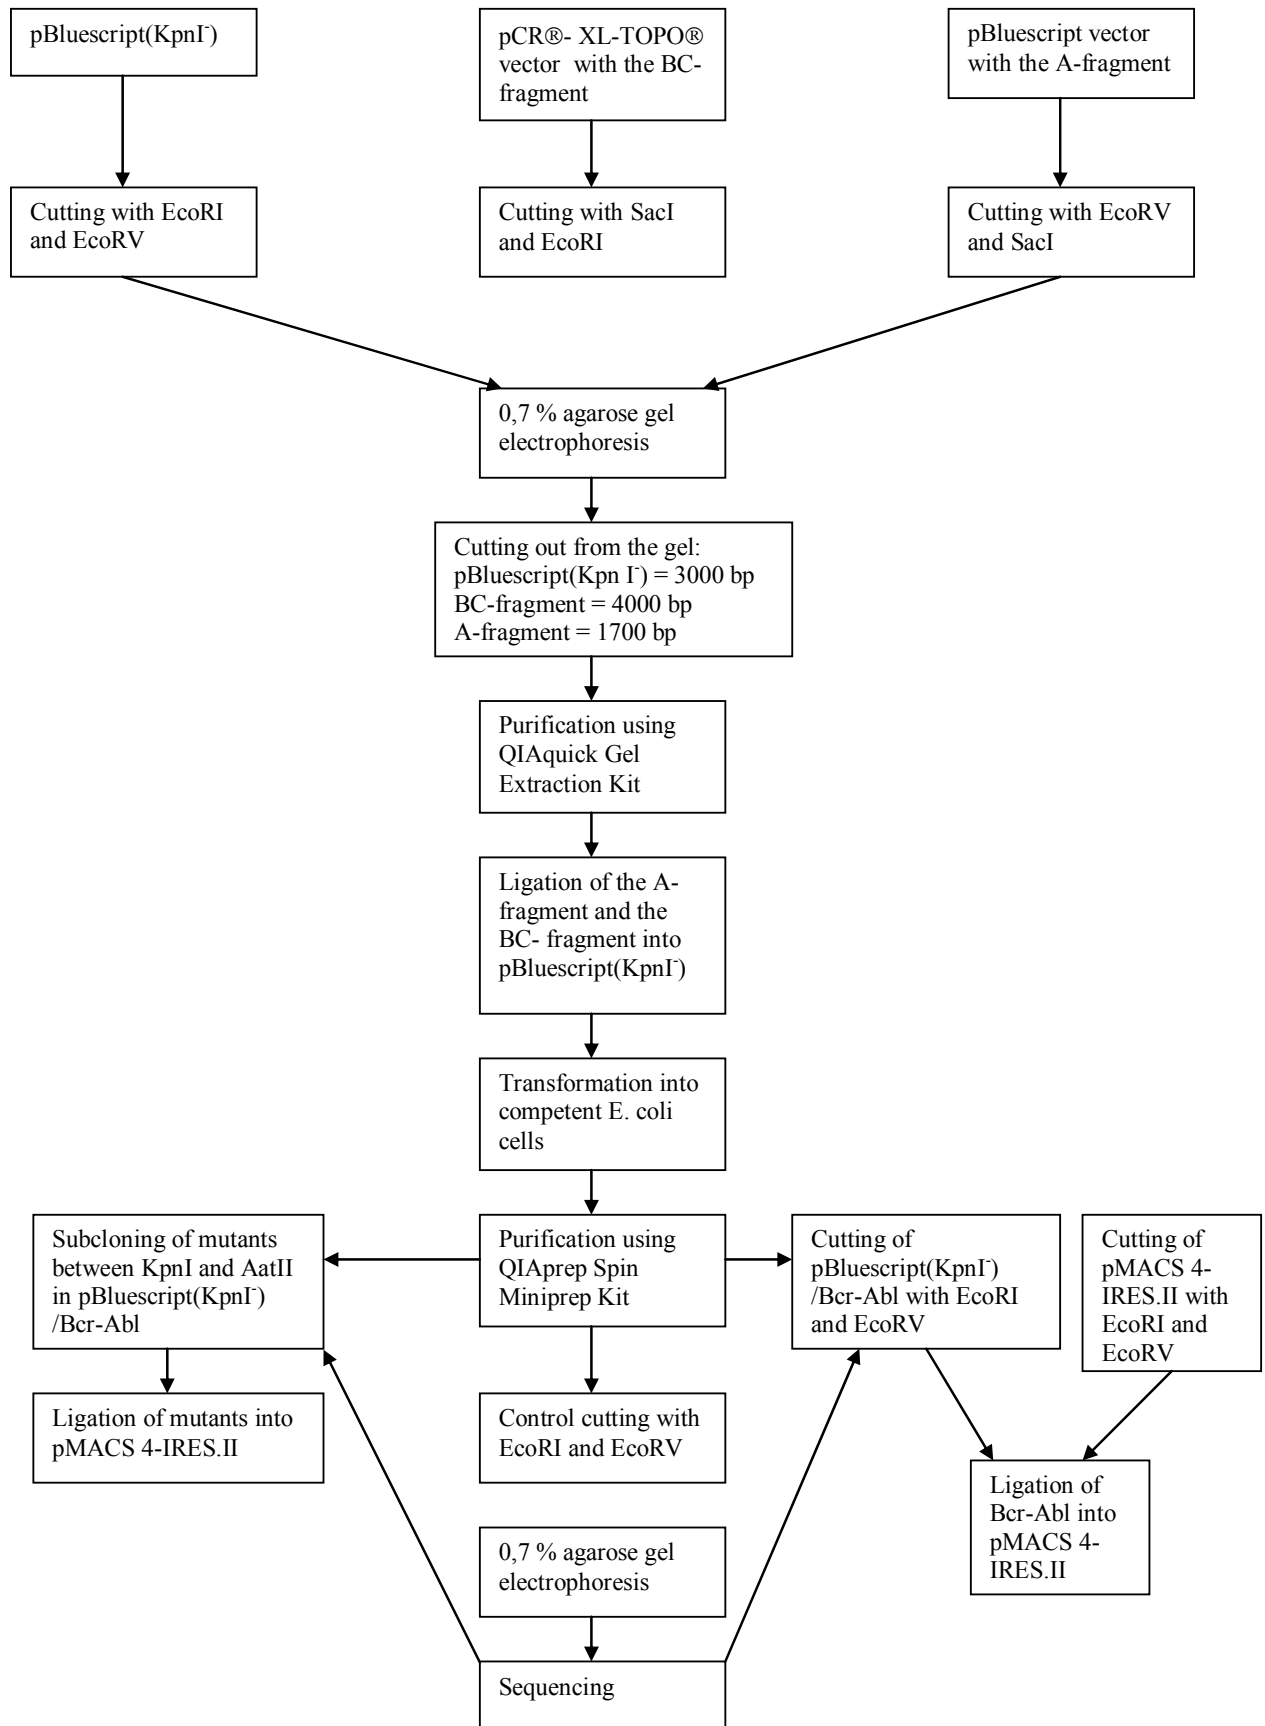 pBluescript(KpnI⁻)
pCR®- XL-TOPO®
vector with the BC-
fragment
pBluescript vector
with the A-fragment
Cutting with EcoRI
and EcoRV
Cutting with SacI
and EcoRI
Cutting with EcoRV
and SacI
0,7 % agarose gel
electrophoresis
Cutting out from the gel:
pBluescript(Kpn I⁻) = 3000 bp
BC-fragment = 4000 bp
A-fragment = 1700 bp
Purification using
QIAquick Gel
Extraction Kit
Ligation of the A-
fragment and the
BC- fragment into
pBluescript(KpnI⁻)
Transformation into
competent E. coli
cells
Subcloning of mutants
between KpnI and AatII
in pBluescript(KpnI⁻)
/Bcr-Abl
Purification using
QIAprep Spin
Miniprep Kit
Cutting of
pBluescript(KpnI⁻)
/Bcr-Abl with EcoRI
and EcoRV
Cutting of
pMACS 4-
IRES.II with
EcoRI and
EcoRV
Ligation of mutants into
pMACS 4-IRES.II
Control cutting with
EcoRI and EcoRV
Ligation of
Bcr-Abl into
pMACS 4-
IRES.II
0,7 % agarose gel
electrophoresis
Sequencing